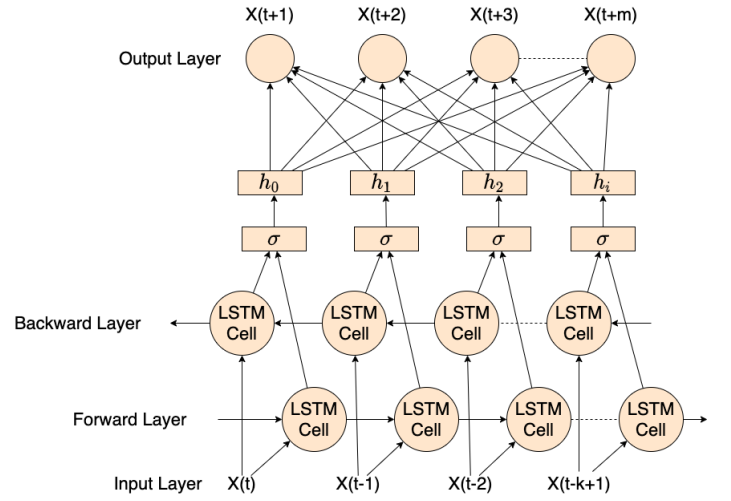 X(t+1) X(t+2) X(t+3) X(t+m)
Output Layer
h₀ h₁ h₂ hᵢ
σ σ σ σ
Backward Layer
LSTM Cell LSTM Cell LSTM Cell LSTM Cell
Forward Layer
LSTM Cell LSTM Cell LSTM Cell LSTM Cell
Input Layer X(t) X(t-1) X(t-2) X(t-k+1)